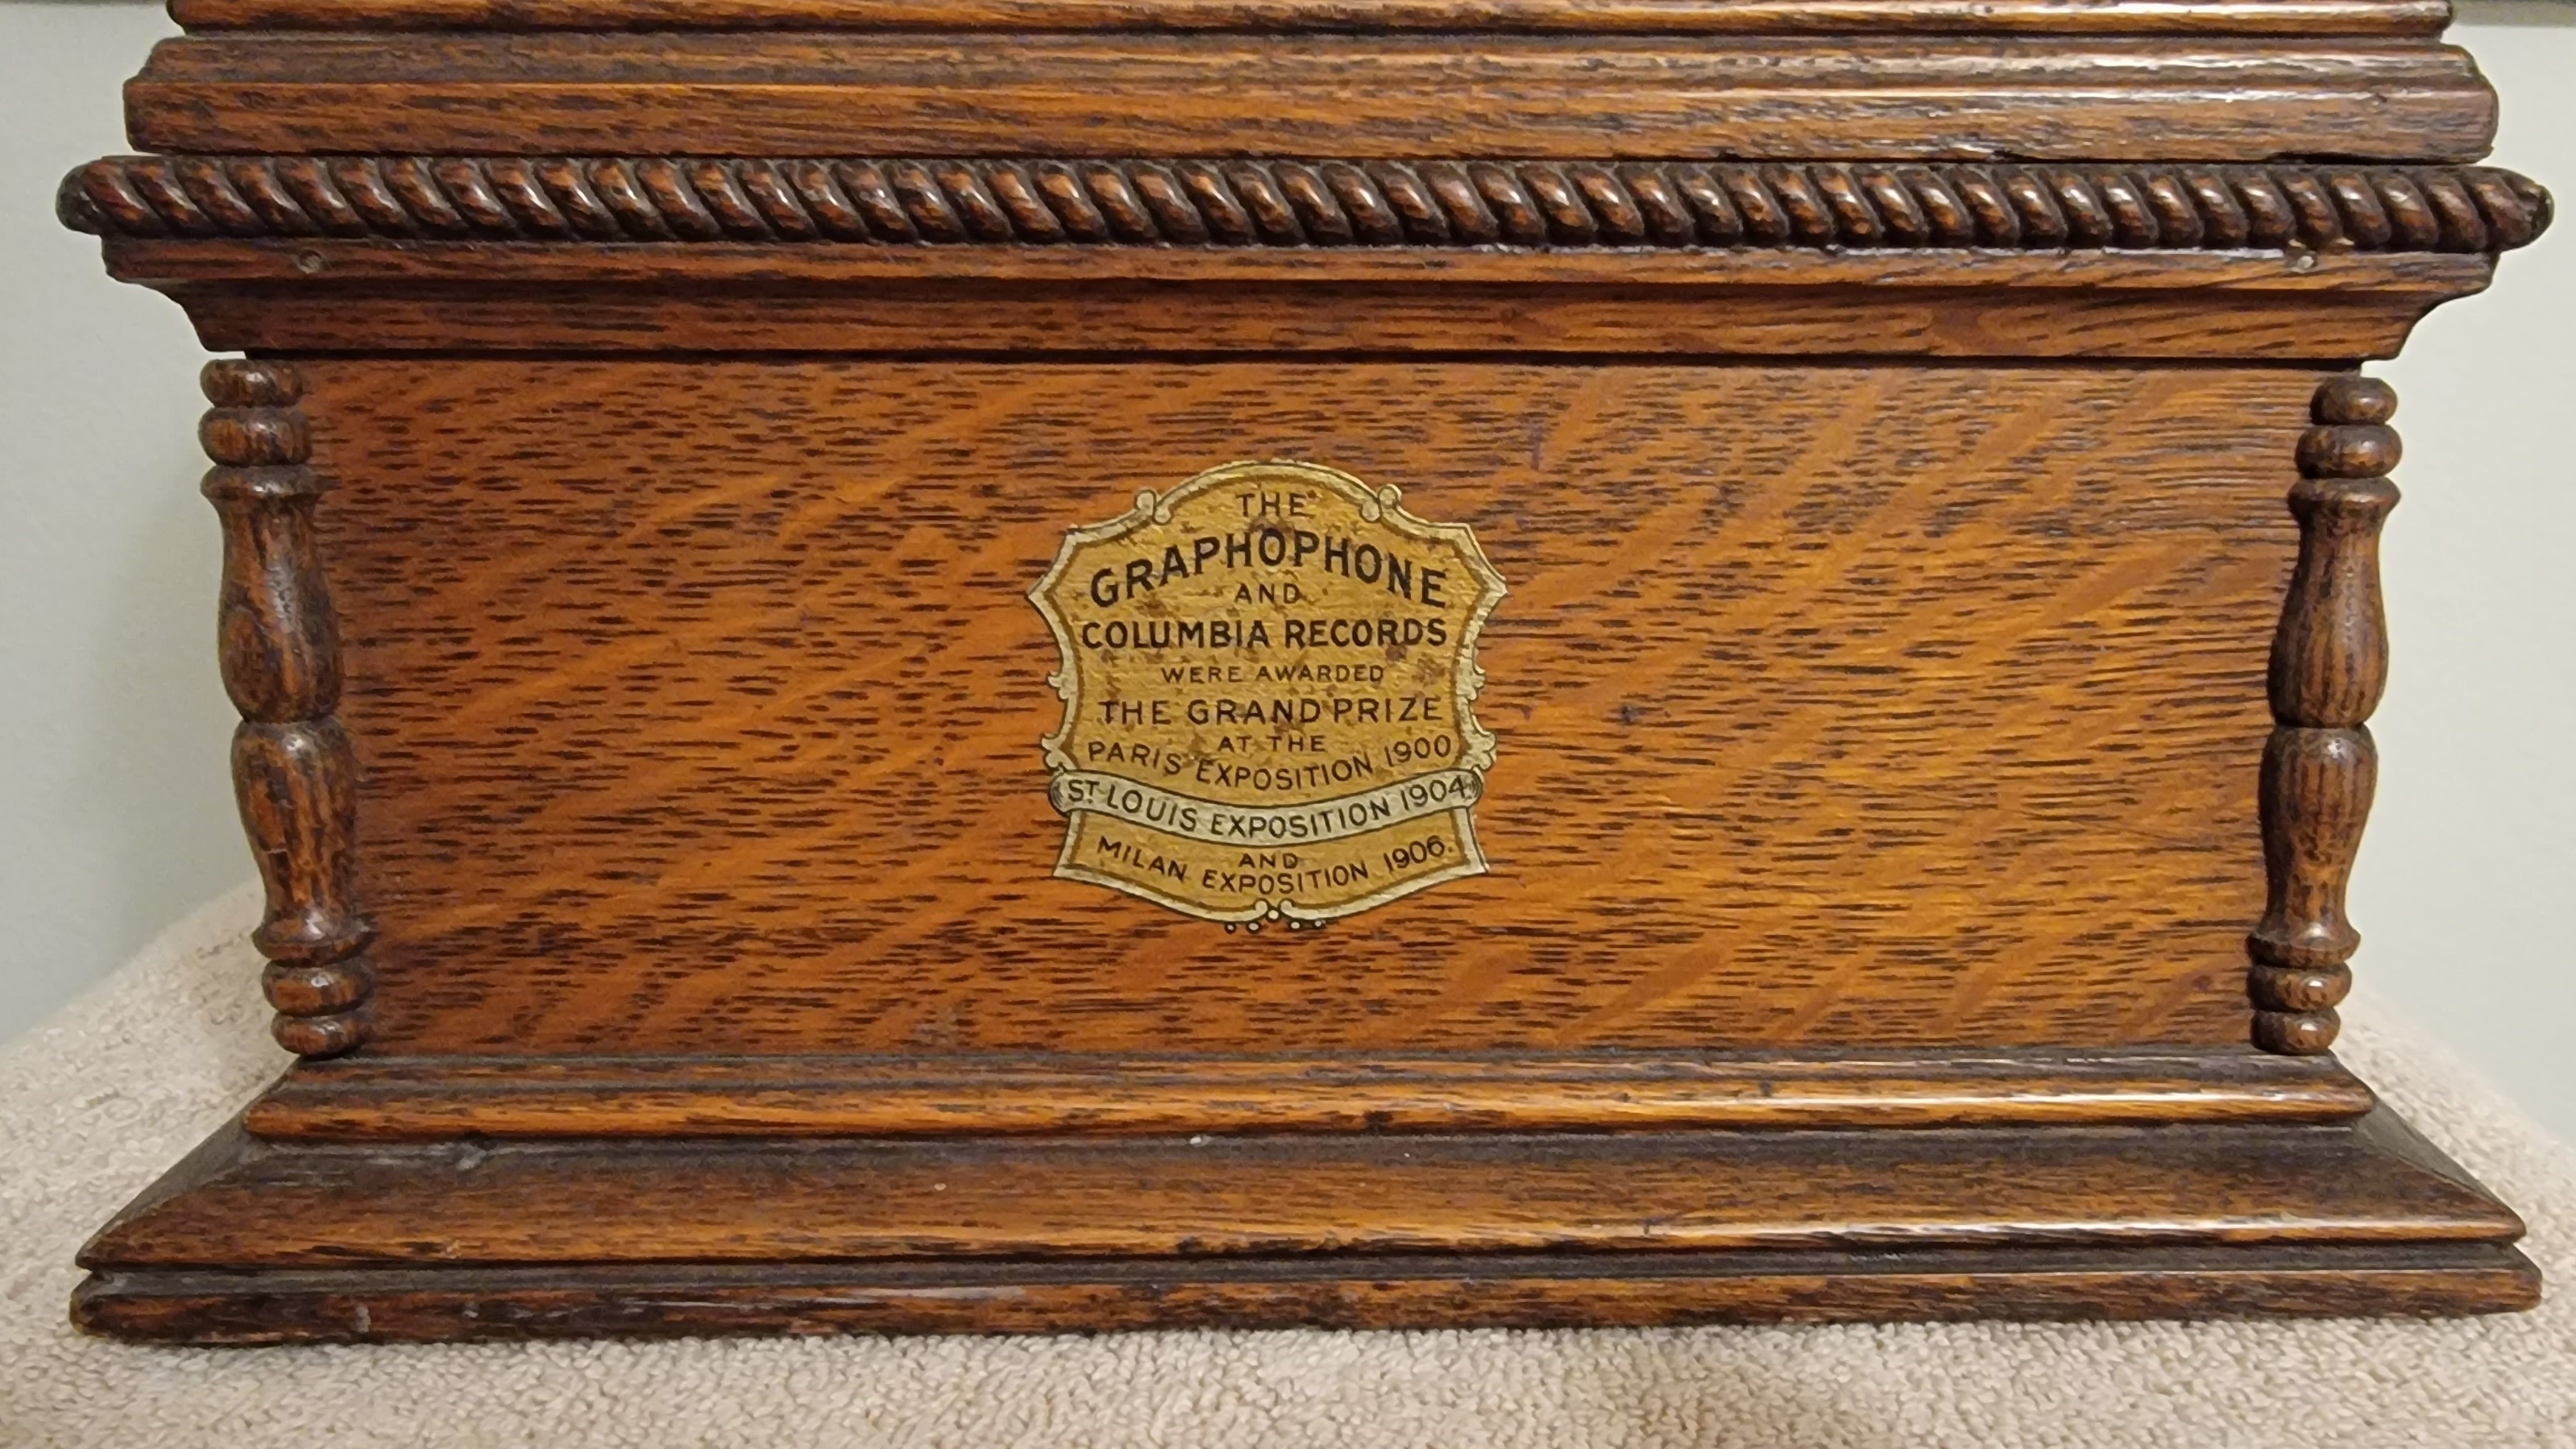 THE
GRAPHOPHONE
AND
COLUMBIA RECORDS
WERE AWARDED
THE GRAND PRIZE
AT THE
PARIS EXPOSITION 1900
ST LOUIS EXPOSITION 1904
AND
MILAN EXPOSITION 1906.